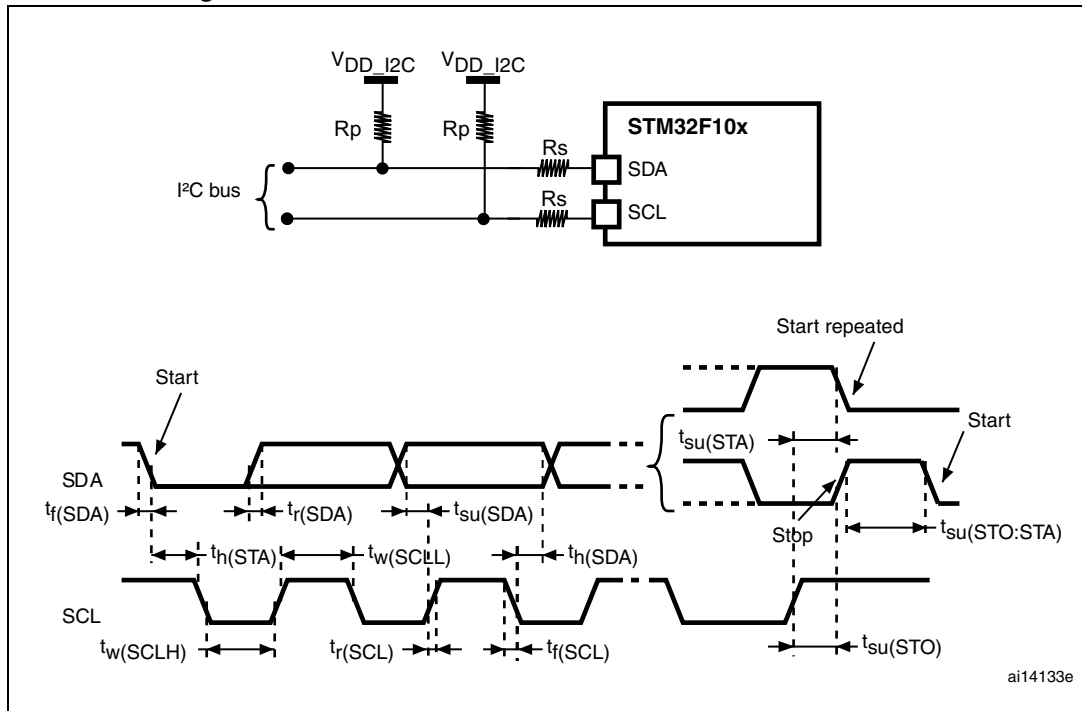 VDD_I2C VDD_I2C
Rp Rp
STM32F10x
Rs
SDA
I²C bus
Rs
SCL
Start repeated
Start
Start
tsu(STA)
SDA
tf(SDA) tr(SDA) tsu(SDA)
Stop
tsu(STO:STA)
th(STA) tw(SCLL) th(SDA)
SCL
tw(SCLH) tr(SCL) tf(SCL) tsu(STO)
ai14133e